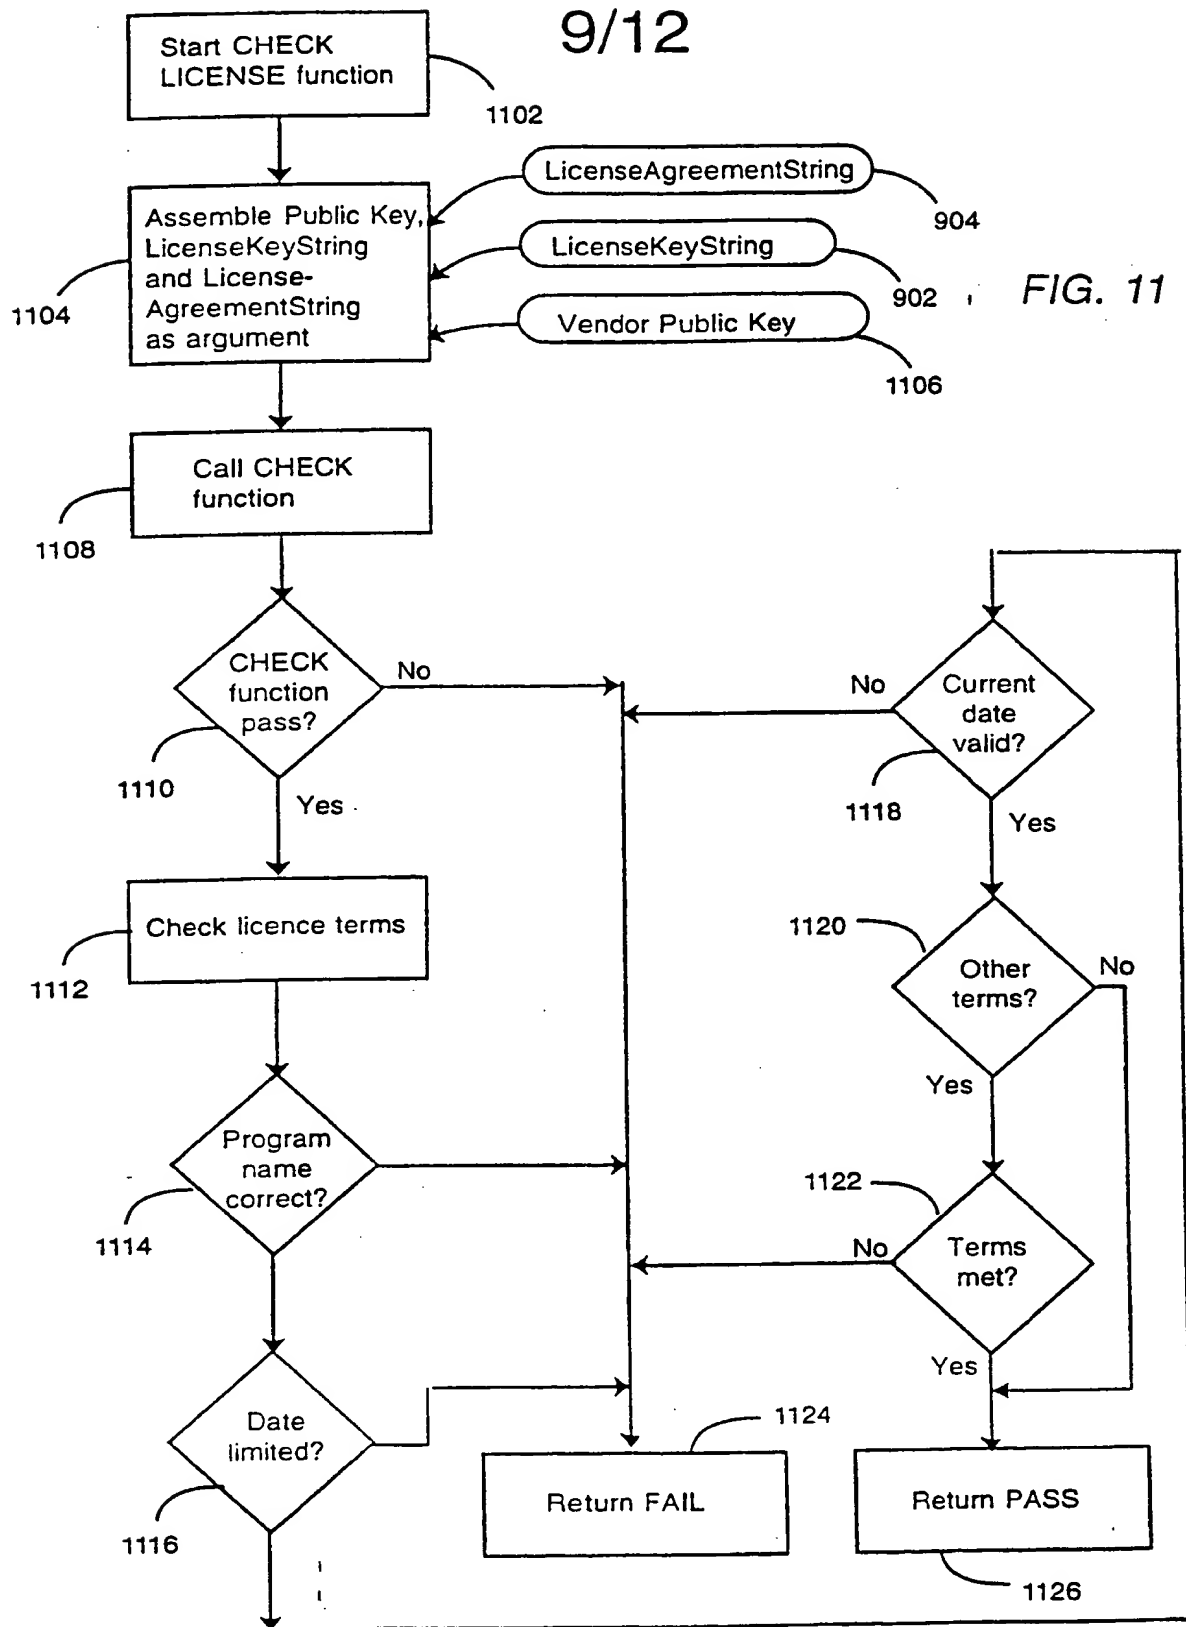 9/12
Start CHECK
LICENSE function
1102
LicenseAgreementString
904
Assemble Public Key,
LicenseKeyString
and License-
AgreementString
as argument
1104
LicenseKeyString
902
FIG. 11
Vendor Public Key
1106
Call CHECK
function
1108
CHECK
function
pass?
No
1110
Yes
No
Current
date
valid?
1118
Yes
Check licence terms
1112
1120
Other
terms?
No
Yes
Program
name
correct?
1114
1122
No
Terms
met?
Yes
Date
limited?
1116
1124
Return FAIL
Return PASS
1126